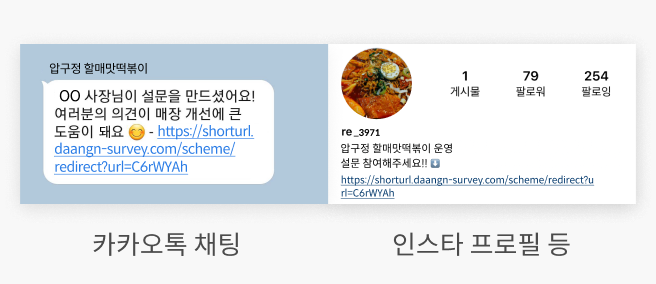 압구정 할매맛떡볶이
OO 사장님이 설문을 만드셨어요!
여러분의 의견이 매장 개선에 큰
도움이 돼요 😊 - https://shorturl.
daangn-survey.com/scheme/
redirect?url=C6rWYAh
1 79 254
게시물 팔로워 팔로잉
re_3971
압구정 할매맛떡볶이 운영
설문 참여해주세요!! ⬇️
https://shorturl.daangn-survey.com/scheme/redirect?u
rl=C6rWYAh
카카오톡 채팅
인스타 프로필 등